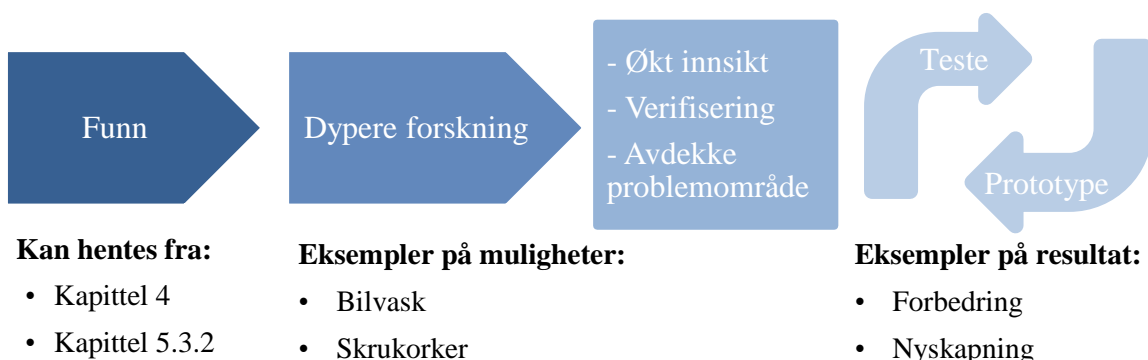 Funn
Dypere forskning
- Økt innsikt
- Verifisering
- Avdekke
problemområde
Teste
Prototype
Kan hentes fra:
• Kapittel 4
• Kapittel 5.3.2
Eksempler på muligheter:
• Bilvask
• Skrukorker
Eksempler på resultat:
• Forbedring
• Nyskapning